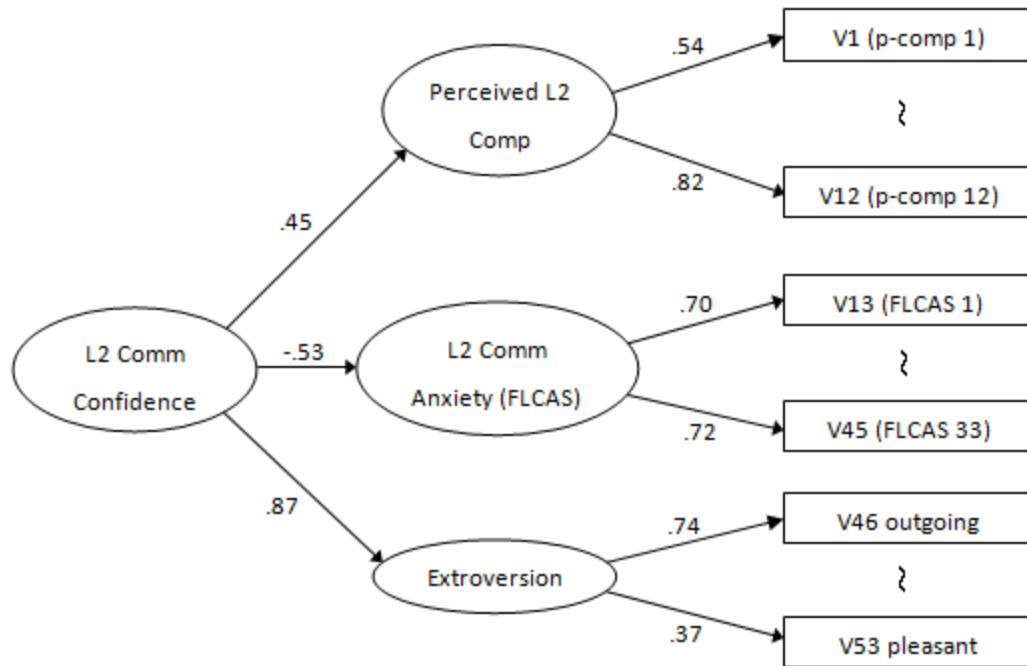 .54
V1 (p-comp 1)
Perceived L2
Comp
.82
V12 (p-comp 12)
.45
.70
V13 (FLCAS 1)
L2 Comm
Confidence
-.53
L2 Comm
Anxiety (FLCAS)
.72
V45 (FLCAS 33)
.87
.74
V46 outgoing
Extroversion
.37
V53 pleasant